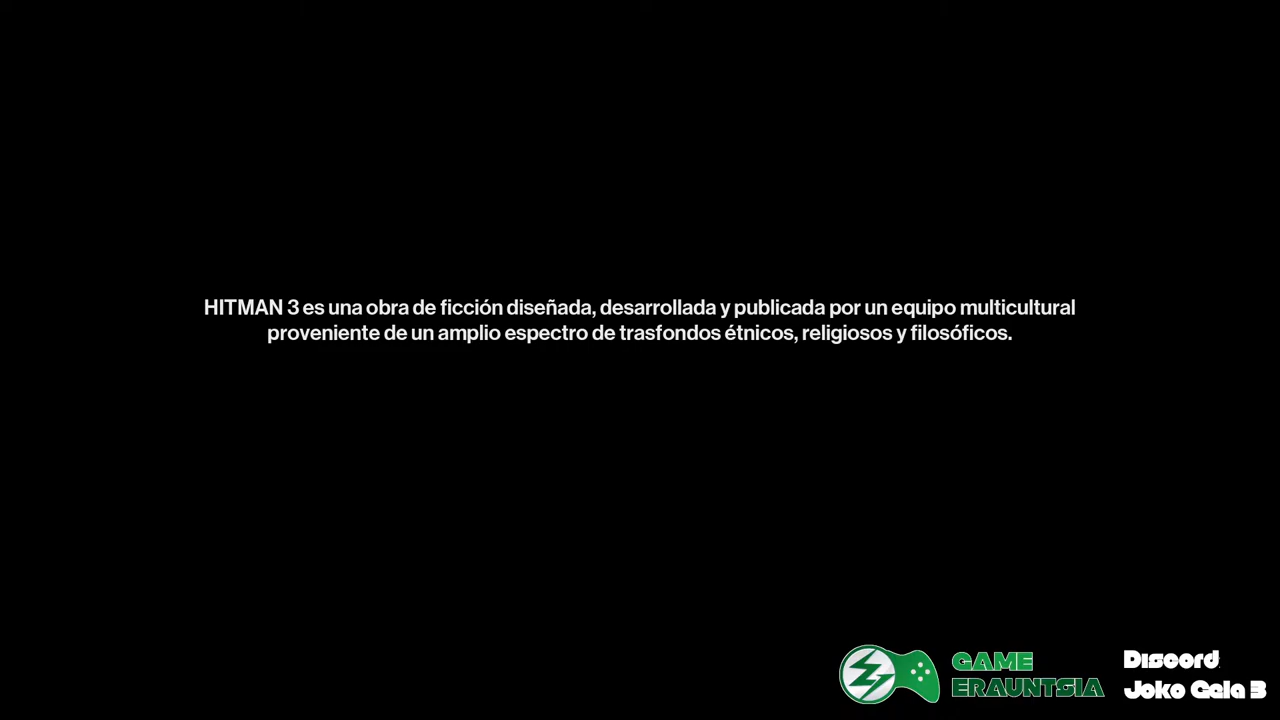 HITMAN 3 es una obra de ficción diseñada, desarrollada y publicada por un equipo multicultural
proveniente de un amplio espectro de trasfondos étnicos, religiosos y filosóficos.
GAME
ERAUNTSIA
Discord
Joko Gela 3